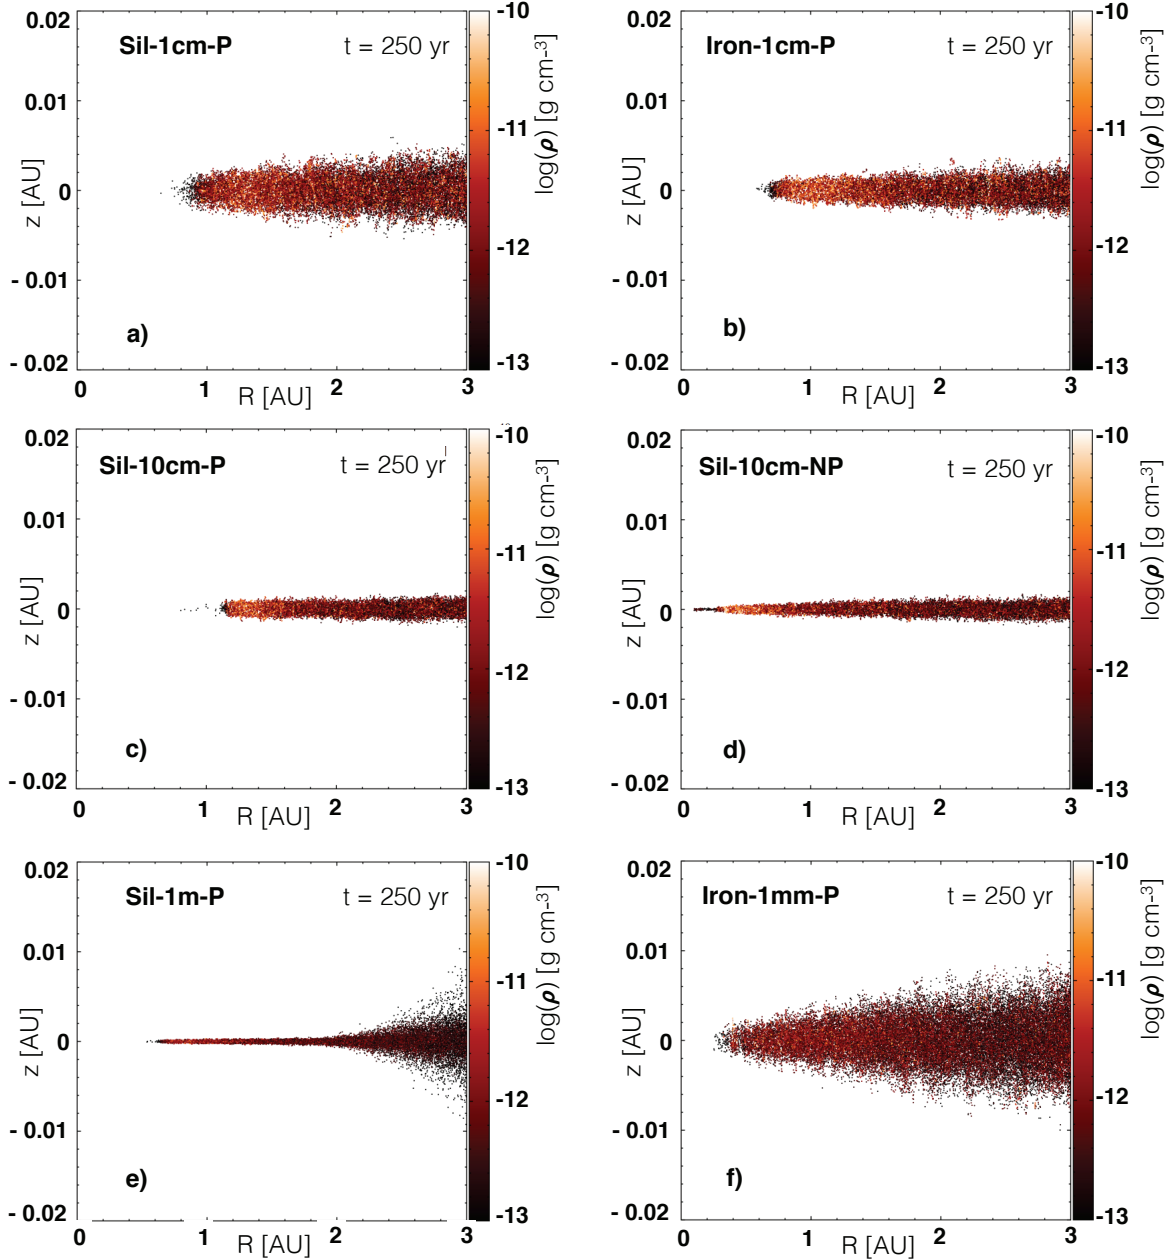 0.02
Sil-1cm-P t = 250 yr
0.01
z [AU]
0
- 0.01
a)
- 0.02
0 1 2 3
R [AU]
-10
-11
-12
-13
log(ρ) [g cm-3]
0.02
Iron-1cm-P t = 250 yr
0.01
z [AU]
0
- 0.01
b)
- 0.02
0 1 2 3
R [AU]
-10
-11
-12
-13
log(ρ) [g cm-3]
0.02
Sil-10cm-P t = 250 yr
0.01
z [AU]
0
- 0.01
c)
- 0.02
0 1 2 3
R [AU]
-10
-11
-12
-13
log(ρ) [g cm-3]
0.02
Sil-10cm-NP t = 250 yr
0.01
z [AU]
0
- 0.01
d)
- 0.02
0 1 2 3
R [AU]
-10
-11
-12
-13
log(ρ) [g cm-3]
0.02
Sil-1m-P t = 250 yr
0.01
z [AU]
0
- 0.01
e)
- 0.02
0 1 2 3
R [AU]
-10
-11
-12
-13
log(ρ) [g cm-3]
0.02
Iron-1mm-P t = 250 yr
0.01
z [AU]
0
- 0.01
f)
- 0.02
0 1 2 3
R [AU]
-10
-11
-12
-13
log(ρ) [g cm-3]